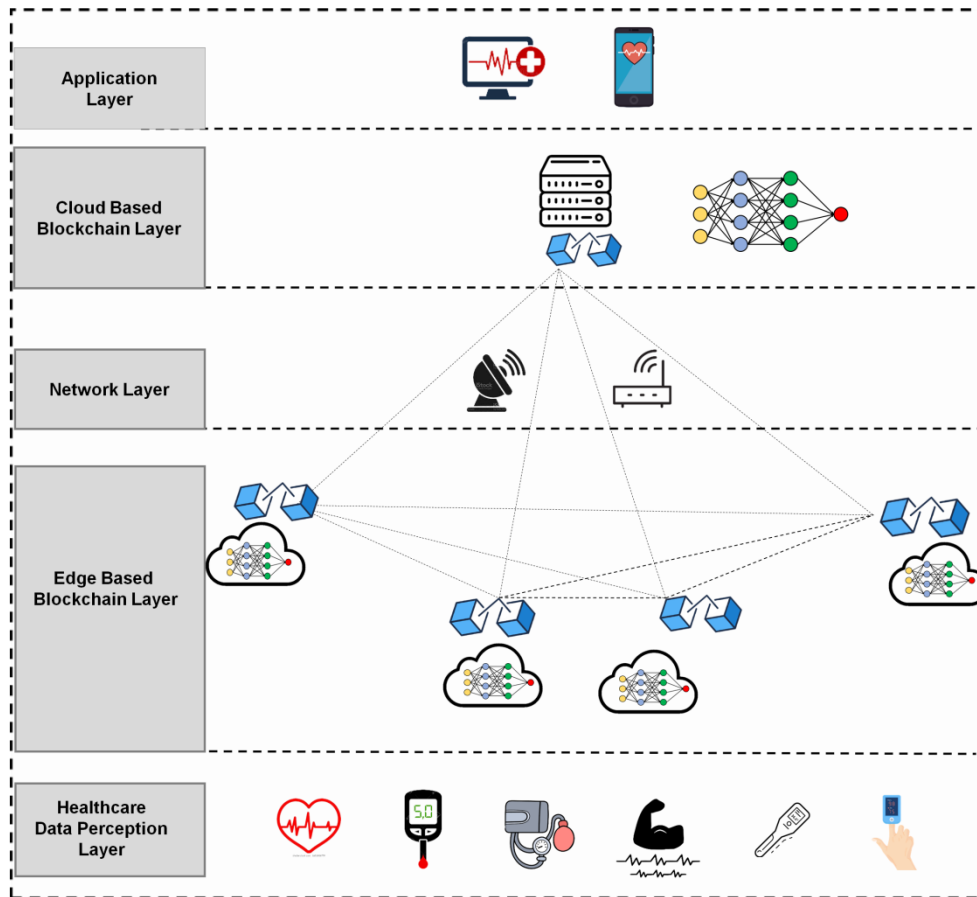 Application
Layer
Cloud Based
Blockchain Layer
Network Layer
Edge Based
Blockchain Layer
Healthcare
Data Perception
Layer
5,0